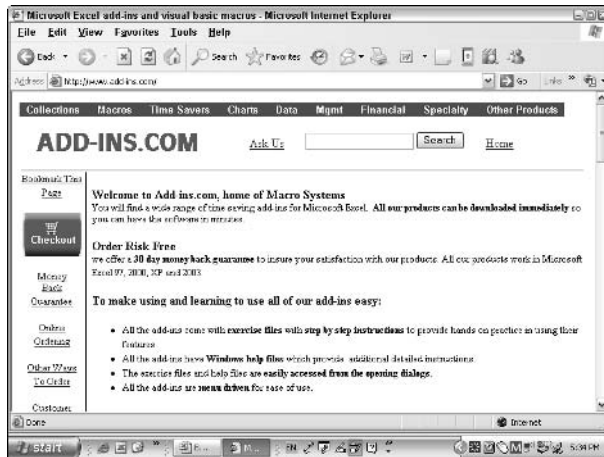 Microsoft Excel add-ins and visual basic macros - Microsoft Internet Explorer
File Edit View Favorites Tools Help
Back Search Favorites
Address http://www.add-ins.com/ Go Links »
Collections Macros Time Savers Charts Data Mgmt Financial Specialty Other Products
ADD-INS.COM Ask Us Search Home
Bookmark This
Page
Checkout
Money
Back
Guarantee
Online
Ordering
Other Ways
To Order
Customer
Welcome to Add-ins.com, home of Macro Systems
You will find a wide range of time saving add-ins for Microsoft Excel. All our products can be downloaded immediately so
you can have the software in minutes.
Order Risk Free
we offer a 30 day money back guarantee to insure your satisfaction with our products. All our products work in Microsoft
Excel 97, 2000, XP and 2003
To make using and learning to use all of our add-ins easy:
• All the add-ins come with exercise files with step by step instructions to provide hands on practice in using their
features
• All the add-ins have Windows help files which provide additional detailed instructions.
• The exercise files and help files are easily accessed from the opening dialogs.
• All the add-ins are menu driven for ease of use.
Done Internet
start EN 5:34 PM